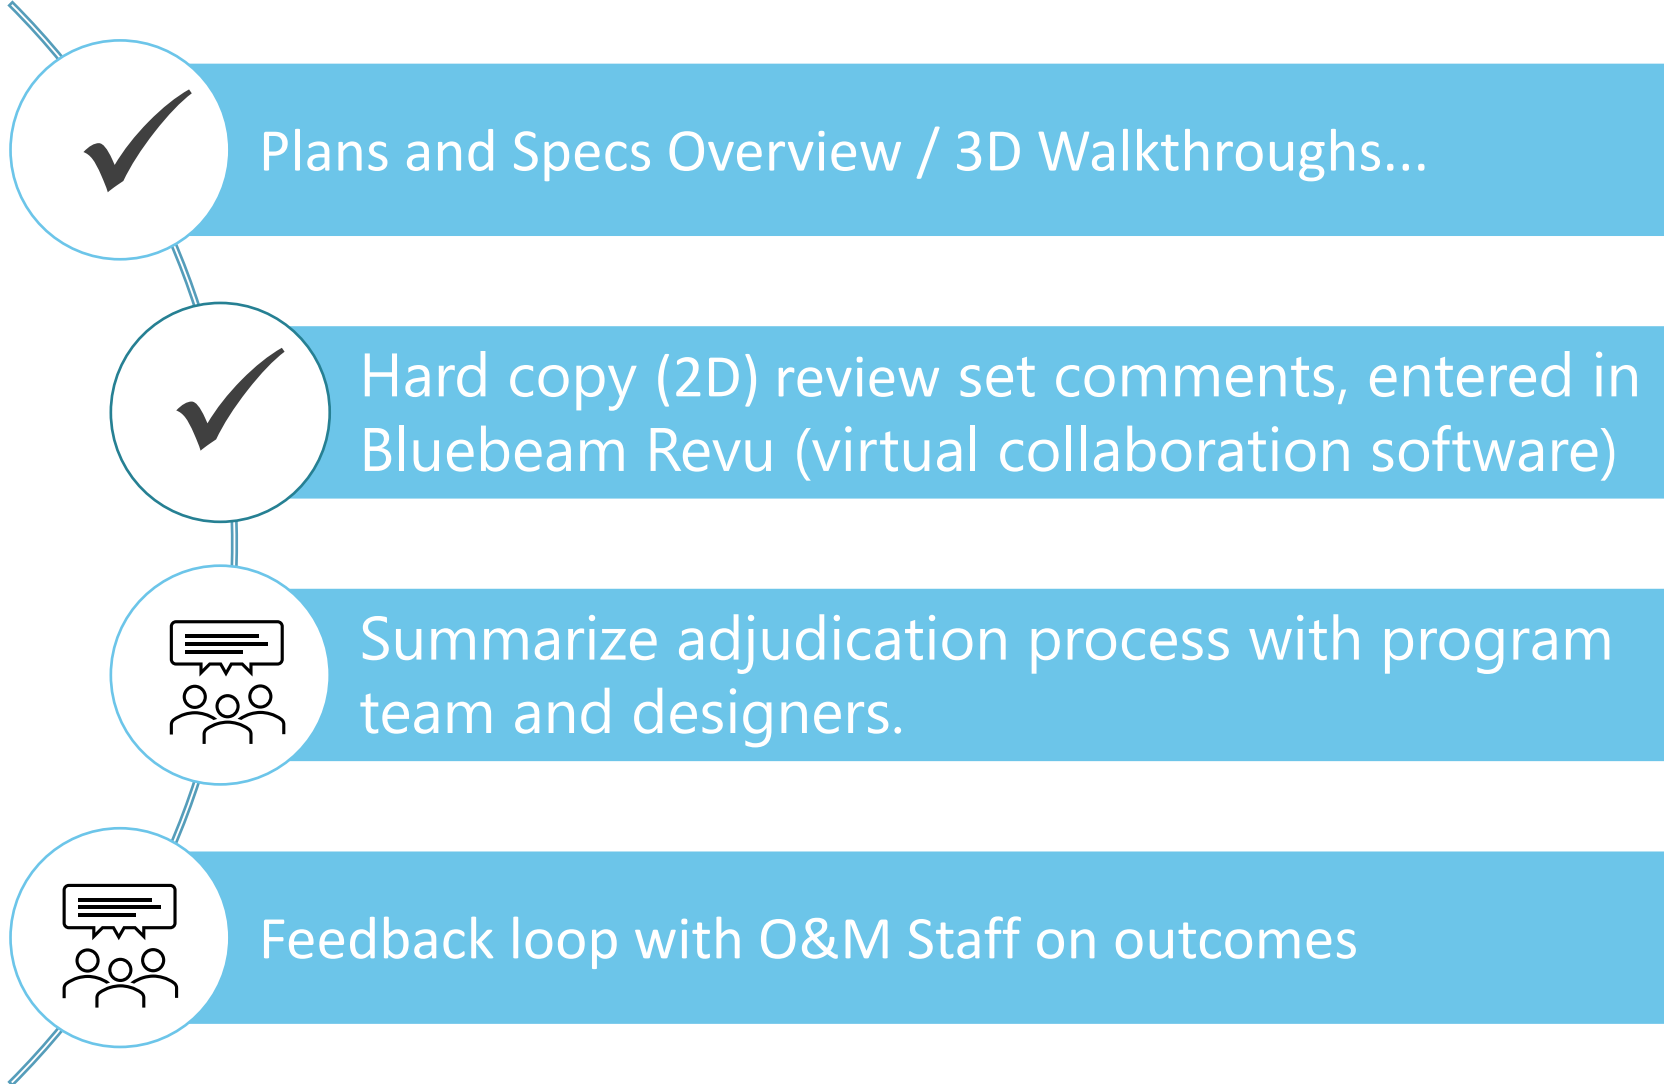 Plans and Specs Overview / 3D Walkthroughs...
Hard copy (2D) review set comments, entered in
Bluebeam Revu (virtual collaboration software)
Summarize adjudication process with program
team and designers.
Feedback loop with O&M Staff on outcomes